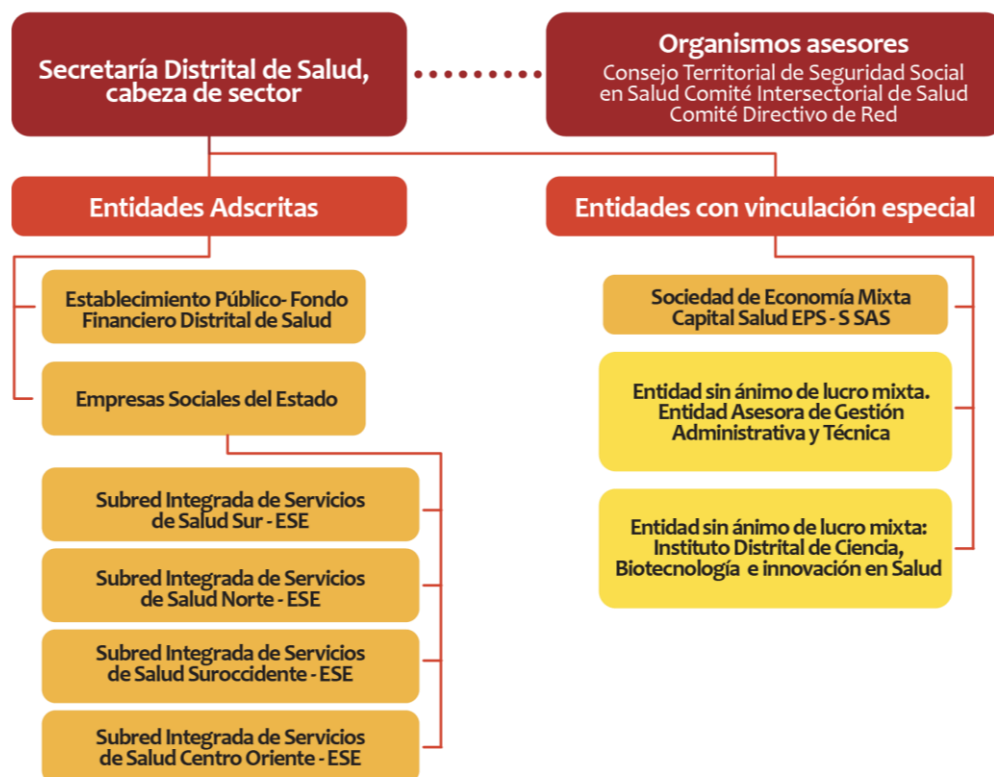 Secretaría Distrital de Salud,
cabeza de sector
Organismos asesores
Consejo Territorial de Seguridad Social
en Salud Comité Intersectorial de Salud
Comité Directivo de Red
Entidades Adscritas
Entidades con vinculación especial
Establecimiento Público- Fondo
Financiero Distrital de Salud
Empresas Sociales del Estado
Subred Integrada de Servicios
de Salud Sur - ESE
Subred Integrada de Servicios
de Salud Norte - ESE
Subred Integrada de Servicios
de Salud Suroccidente - ESE
Subred Integrada de Servicios
de Salud Centro Oriente - ESE
Sociedad de Economía Mixta
Capital Salud EPS - S SAS
Entidad sin ánimo de lucro mixta.
Entidad Asesora de Gestión
Administrativa y Técnica
Entidad sin ánimo de lucro mixta:
Instituto Distrital de Ciencia,
Biotecnología e innovación en Salud